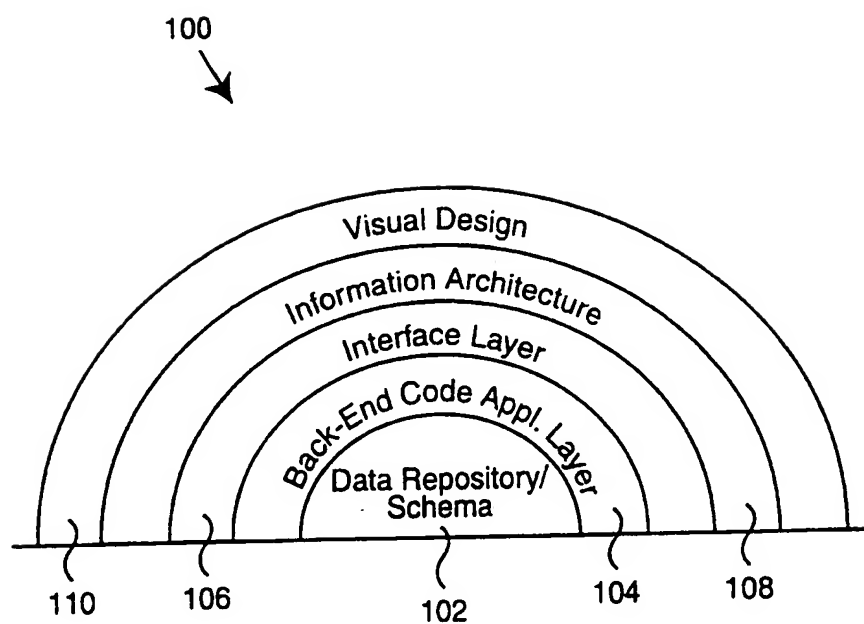 100
Visual Design
Information Architecture
Interface Layer
Back-End Code Appl. Layer
Data Repository/
Schema
110
106
102
104
108